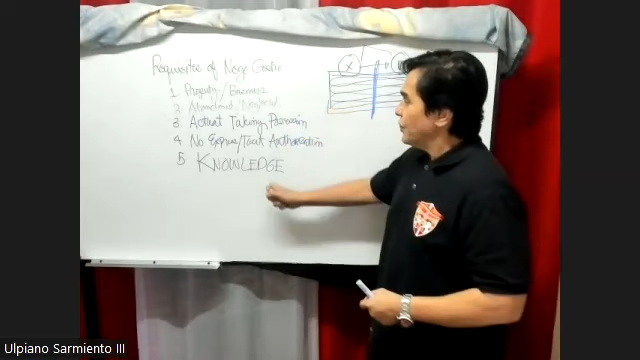 Requisites of Nego Gestio
1 Property/Business
2 Abandoned/Neglected
3 Actual Taking Possession
4 No Express/Tacit Authorization
5 KNOWLEDGE
X
Ulpiano Sarmiento III